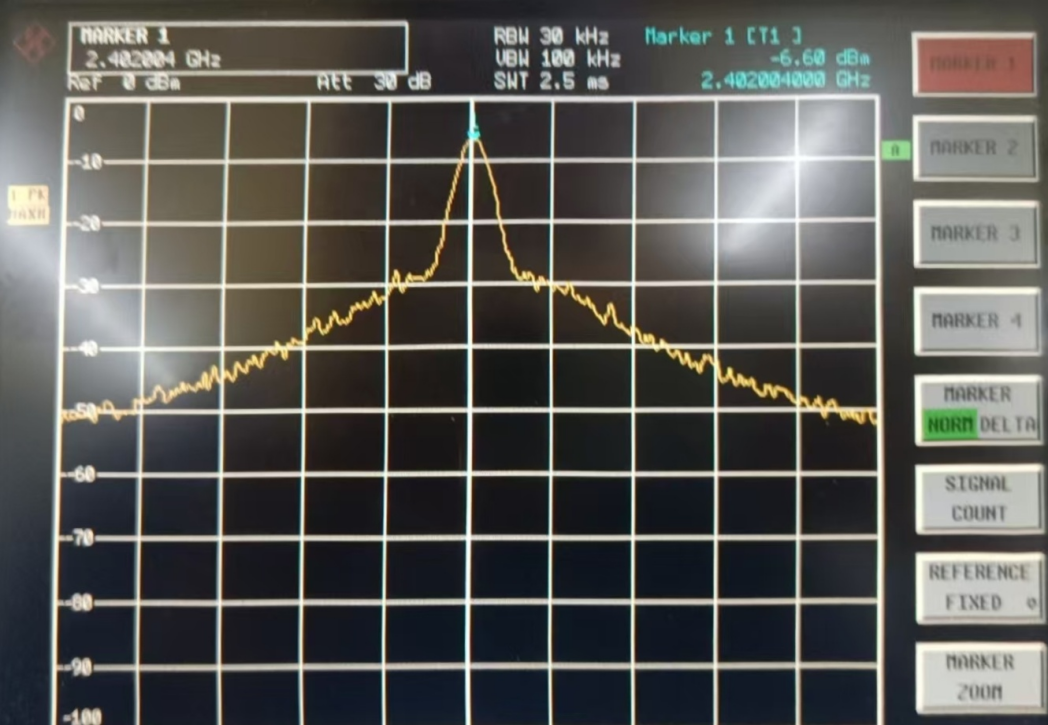 MARKER 1
2.402004 GHz
Ref 0 dBm
Att 30 dB
RBW 30 kHz
VBW 100 kHz
SWT 2.5 ms
Marker 1 [T1 ]
-6.60 dBm
2.402004000 GHz
0
-10
-20
-30
-40
-50
-60
-70
-80
-90
-100
1 PK
MAXH
A
MARKER 1
MARKER 2
MARKER 3
MARKER 4
MARKER
NORM DELTA
SIGNAL
COUNT
REFERENCE
FIXED
MARKER
ZOOM